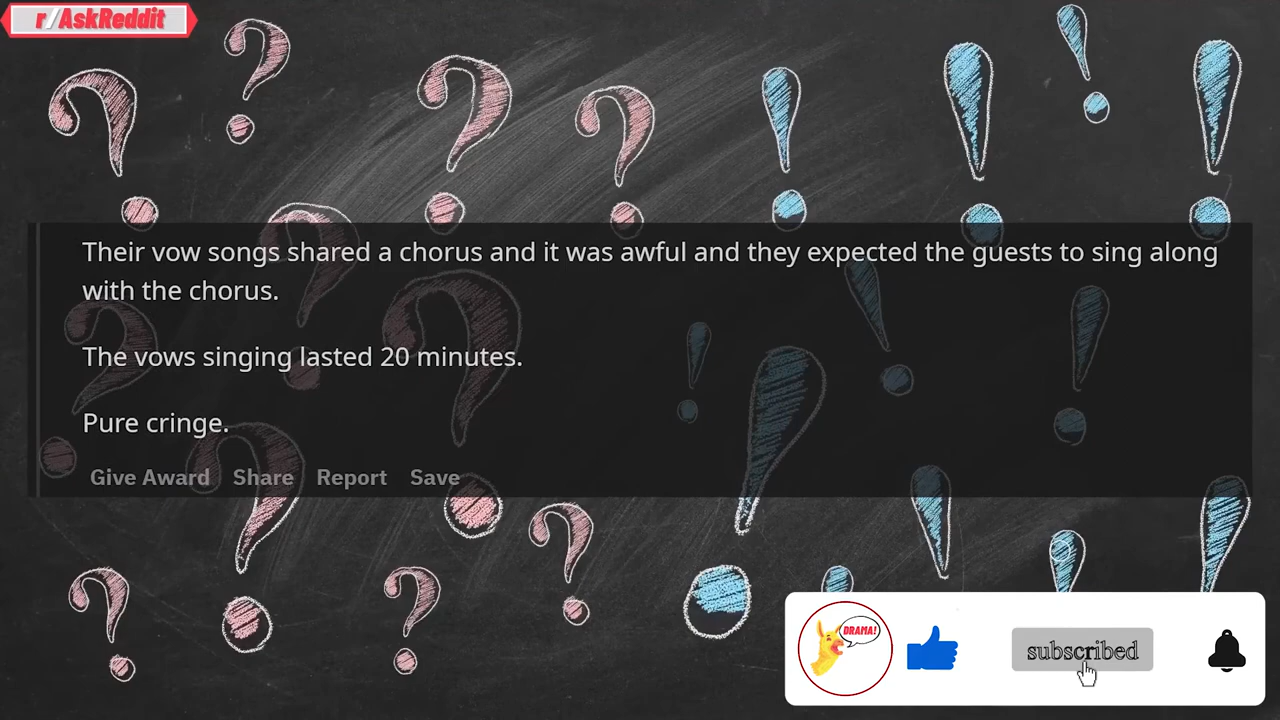 r/AskReddit
Their vow songs shared a chorus and it was awful and they expected the guests to sing along
with the chorus.
The vows singing lasted 20 minutes.
Pure cringe.
Give Award Share Report Save
DRAMA!
subscribed